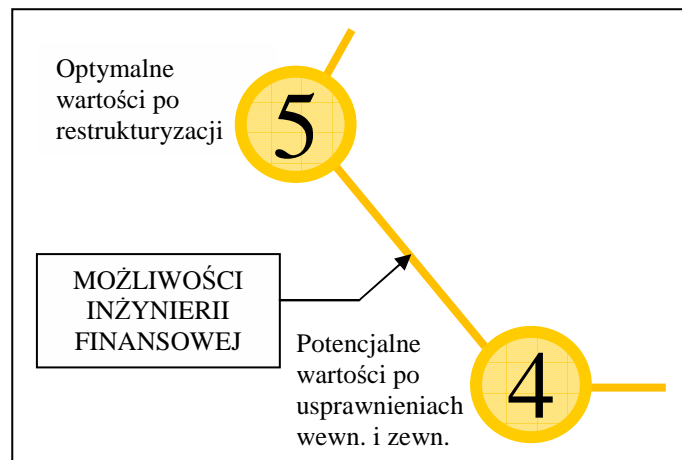 Optymalne
wartości po
restrukturyzacji
5
MOŻLIWOŚCI
INŻYNIERII
FINANSOWEJ
Potencjalne
wartości po
usprawnieniach
wewn. i zewn.
4